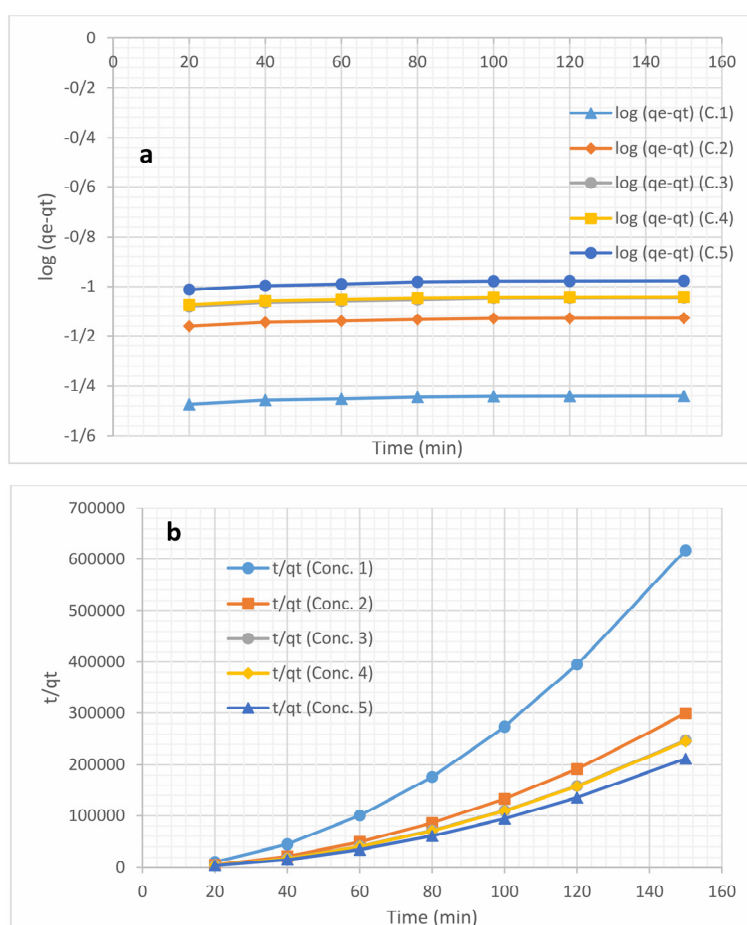 0
0 20 40 60 80 100 120 140 160
-0/2
-0/4
-0/6
-0/8
-1
-1/2
-1/4
-1/6
log (qe-qt)
a
log (qe-qt) (C.1)
log (qe-qt) (C.2)
log (qe-qt) (C.3)
log (qe-qt) (C.4)
log (qe-qt) (C.5)
Time (min)
700000
600000
500000
400000
300000
200000
100000
0
t/qt
b
t/qt (Conc. 1)
t/qt (Conc. 2)
t/qt (Conc. 3)
t/qt (Conc. 4)
t/qt (Conc. 5)
0 20 40 60 80 100 120 140 160
Time (min)